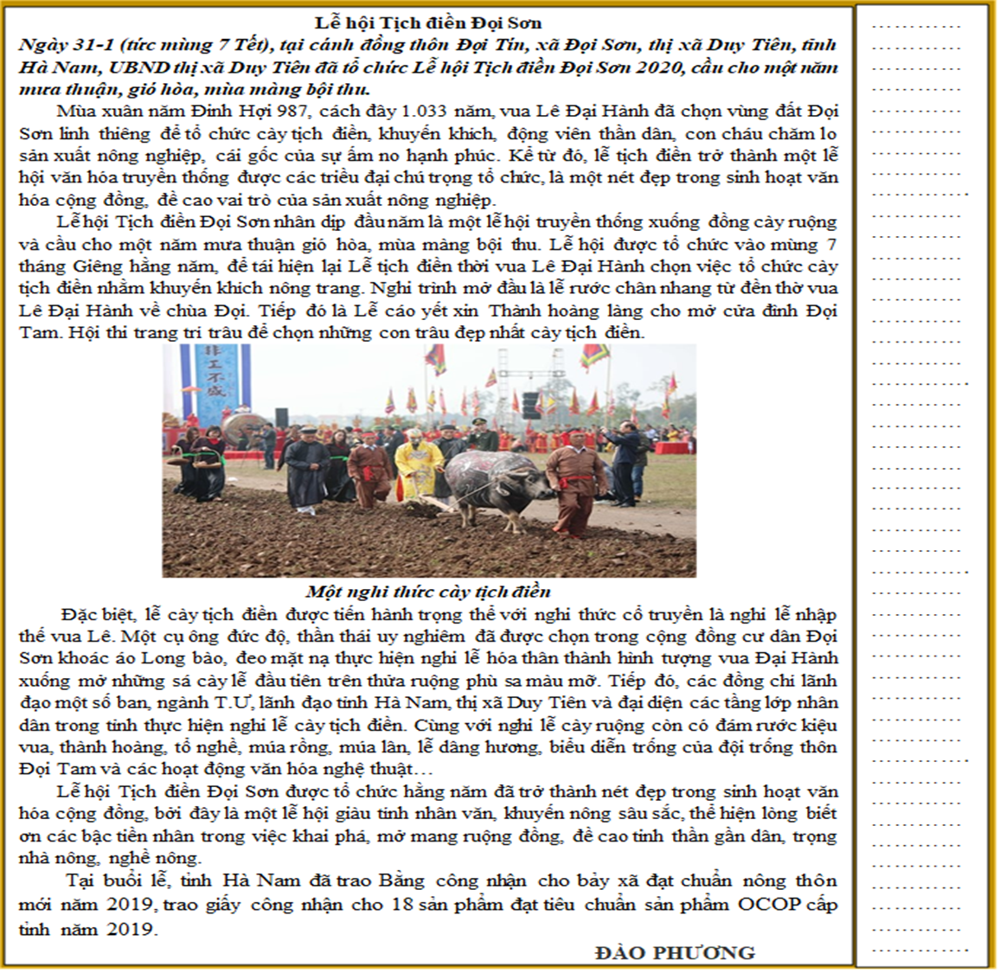 Lễ hội Tịch điền Đọi Sơn
Ngày 31-1 (tức mùng 7 Tết), tại cánh đồng thôn Đọi Tín, xã Đọi Sơn, thị xã Duy Tiên, tỉnh
Hà Nam, UBND thị xã Duy Tiên đã tổ chức Lễ hội Tịch điền Đọi Sơn 2020, cầu cho một năm
mưa thuận, gió hòa, mùa màng bội thu.
Mùa xuân năm Đinh Hợi 987, cách đây 1.033 năm, vua Lê Đại Hành đã chọn vùng đất Đọi
Sơn linh thiêng để tổ chức cày tịch điền, khuyến khích, động viên thần dân, con cháu chăm lo
sản xuất nông nghiệp, cái gốc của sự ấm no hạnh phúc. Kể từ đó, lễ tịch điền trở thành một lễ
hội văn hóa truyền thống được các triều đại chú trọng tổ chức, là một nét đẹp trong sinh hoạt văn
hóa cộng đồng, đề cao vai trò của sản xuất nông nghiệp.
Lễ hội Tịch điền Đọi Sơn nhân dịp đầu năm là một lễ hội truyền thống xuống đồng cày ruộng
và cầu cho một năm mưa thuận gió hòa, mùa màng bội thu. Lễ hội được tổ chức vào mùng 7
tháng Giêng hằng năm, để tái hiện lại Lễ tịch điền thời vua Lê Đại Hành chọn việc tổ chức cày
tịch điền nhằm khuyến khích nông trang. Nghi trình mở đầu là lễ rước chân nhang từ đền thờ vua
Lê Đại Hành về chùa Đọi. Tiếp đó là Lễ cáo yết xin Thành hoàng làng cho mở cửa đình Đọi
Tam. Hội thi trang trí trâu để chọn những con trâu đẹp nhất cày tịch điền.
工不咸
Một nghi thức cày tịch điền
Đặc biệt, lễ cày tịch điền được tiến hành trọng thể với nghi thức cổ truyền là nghi lễ nhập
thế vua Lê. Một cụ ông đức độ, thần thái uy nghiêm đã được chọn trong cộng đồng cư dân Đọi
Sơn khoác áo Long bào, đeo mặt nạ thực hiện nghi lễ hóa thân thành hình tượng vua Đại Hành
xuống mở những sá cày lễ đầu tiên trên thửa ruộng phù sa màu mỡ. Tiếp đó, các đồng chí lãnh
đạo một số ban, ngành T.Ư, lãnh đạo tỉnh Hà Nam, thị xã Duy Tiên và đại diện các tầng lớp nhân
dân trong tỉnh thực hiện nghi lễ cày tịch điền. Cùng với nghi lễ cày ruộng còn có đám rước kiệu
vua, thành hoàng, tổ nghề, múa rồng, múa lân, lễ dâng hương, biểu diễn trống của đội trống thôn
Đọi Tam và các hoạt động văn hóa nghệ thuật…
Lễ hội Tịch điền Đọi Sơn được tổ chức hằng năm đã trở thành nét đẹp trong sinh hoạt văn
hóa cộng đồng, bởi đây là một lễ hội giàu tính nhân văn, khuyến nông sâu sắc, thể hiện lòng biết
ơn các bậc tiền nhân trong việc khai phá, mở mang ruộng đồng, đề cao tinh thần gần dân, trọng
nhà nông, nghề nông.
Tại buổi lễ, tỉnh Hà Nam đã trao Bằng công nhận cho bảy xã đạt chuẩn nông thôn
mới năm 2019, trao giấy công nhận cho 18 sản phẩm đạt tiêu chuẩn sản phẩm OCOP cấp
tỉnh năm 2019.
ĐÀO PHƯƠNG